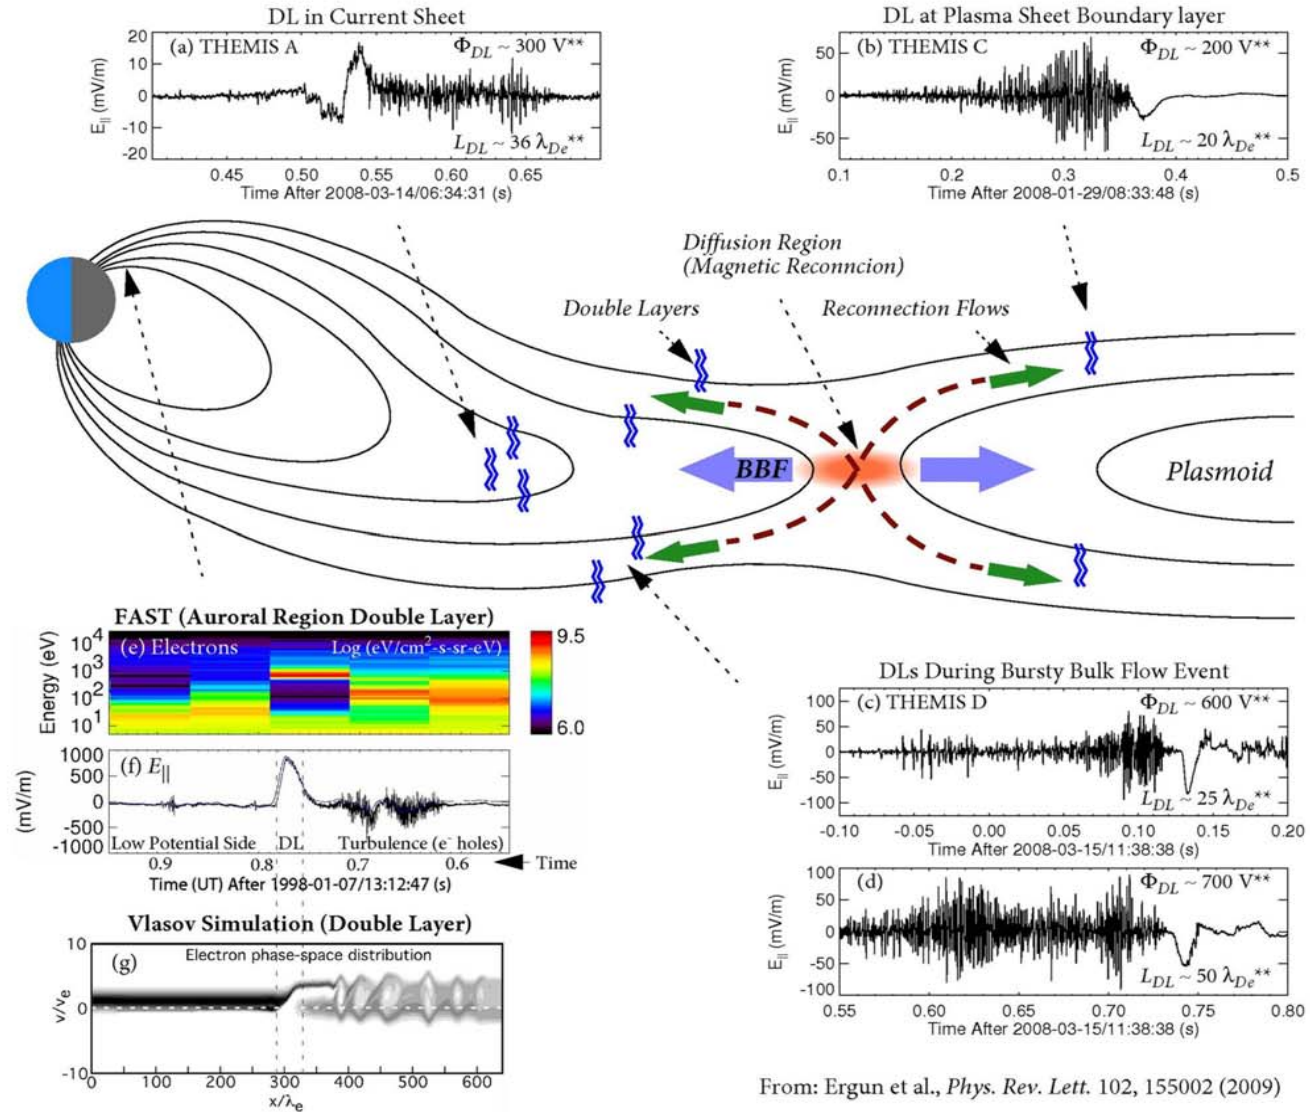 DL in Current Sheet
(a) THEMIS A
Φ_DL ~ 300 V**
L_DL ~ 36 λ_De**
E_|| (mV/m)
20
10
0
-10
-20
0.45 0.50 0.55 0.60 0.65
Time After 2008-03-14/06:34:31 (s)
DL at Plasma Sheet Boundary layer
(b) THEMIS C
Φ_DL ~ 200 V**
L_DL ~ 20 λ_De**
E_|| (mV/m)
50
0
-50
0.1 0.2 0.3 0.4 0.5
Time After 2008-01-29/08:33:48 (s)
Diffusion Region
(Magnetic Reconncion)
Double Layers
Reconnection Flows
BBF
Plasmoid
FAST (Auroral Region Double Layer)
(e) Electrons
Log (eV/cm²-s-sr-eV)
Energy (eV)
10⁴
10³
10²
10¹
9.5
6.0
(f) E_||
(mV/m)
1000
500
0
-500
-1000
Low Potential Side DL Turbulence (e⁻ holes)
0.9 0.8 0.7 0.6
Time
Time (UT) After 1998-01-07/13:12:47 (s)
Vlasov Simulation (Double Layer)
(g)
Electron phase-space distribution
v/v_e
10
0
-10
0 100 200 300 400 500 600
x/λ_e
DLs During Bursty Bulk Flow Event
(c) THEMIS D
Φ_DL ~ 600 V**
L_DL ~ 25 λ_De**
E_|| (mV/m)
100
50
0
-50
-100
-0.10 -0.05 0.00 0.05 0.10 0.15 0.20
Time After 2008-03-15/11:38:38 (s)
(d)
Φ_DL ~ 700 V**
L_DL ~ 50 λ_De**
E_|| (mV/m)
100
50
0
-50
-100
0.55 0.60 0.65 0.70 0.75 0.80
Time After 2008-03-15/11:38:38 (s)
From: Ergun et al., Phys. Rev. Lett. 102, 155002 (2009)